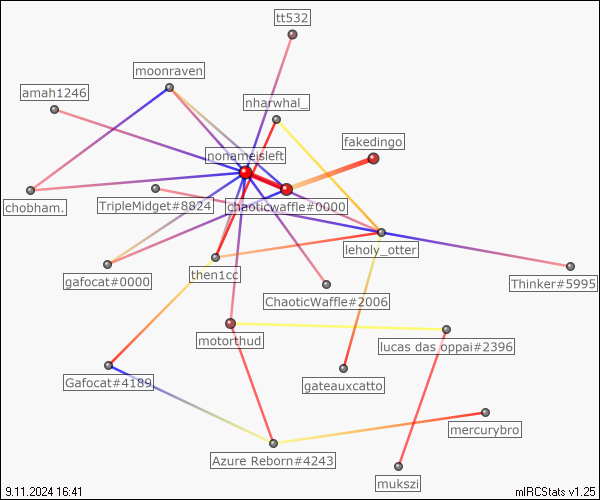 tt532
moonraven
amah1246
nharwhal_
fakedingo
nonameisleft
chobham.
TripleMidget#8824
chaoticwaffle#0000
leholy_otter
gafocat#0000
then1cc
Thinker#5995
ChaoticWaffle#2006
motorthud
lucas das oppai#2396
Gafocat#4189
gateauxcatto
mercurybro
Azure Reborn#4243
mukszi
9.11.2024 16:41
mIRCStats v1.25